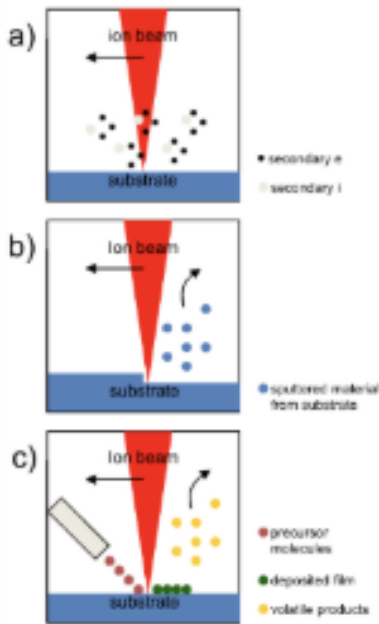 a)
ion beam
substrate
secondary e
secondary i
b)
Ion beam
substrate
sputtered material
from substrate
c)
Ion beam
substrate
precursor
molecules
deposited film
volatile products